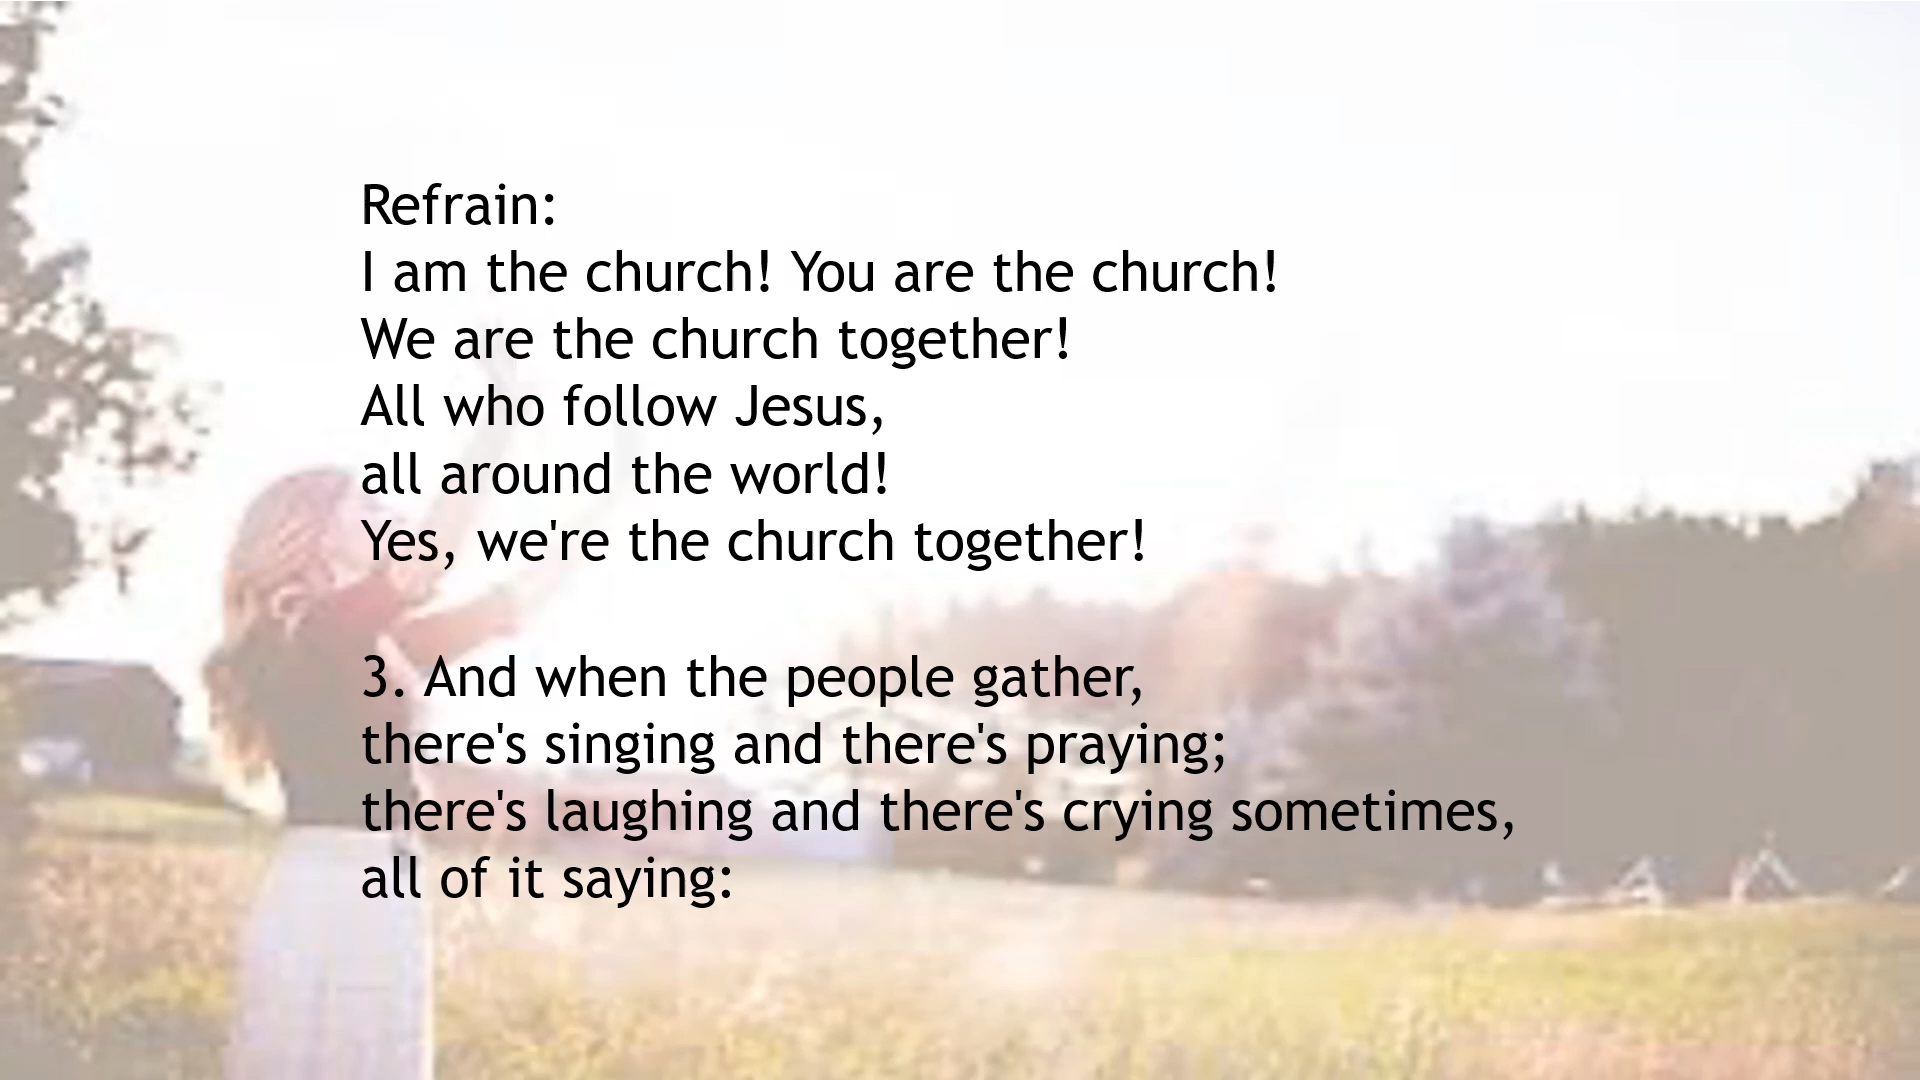 Refrain:
I am the church! You are the church!
We are the church together!
All who follow Jesus,
all around the world!
Yes, we're the church together!
3. And when the people gather,
there's singing and there's praying;
there's laughing and there's crying sometimes,
all of it saying: